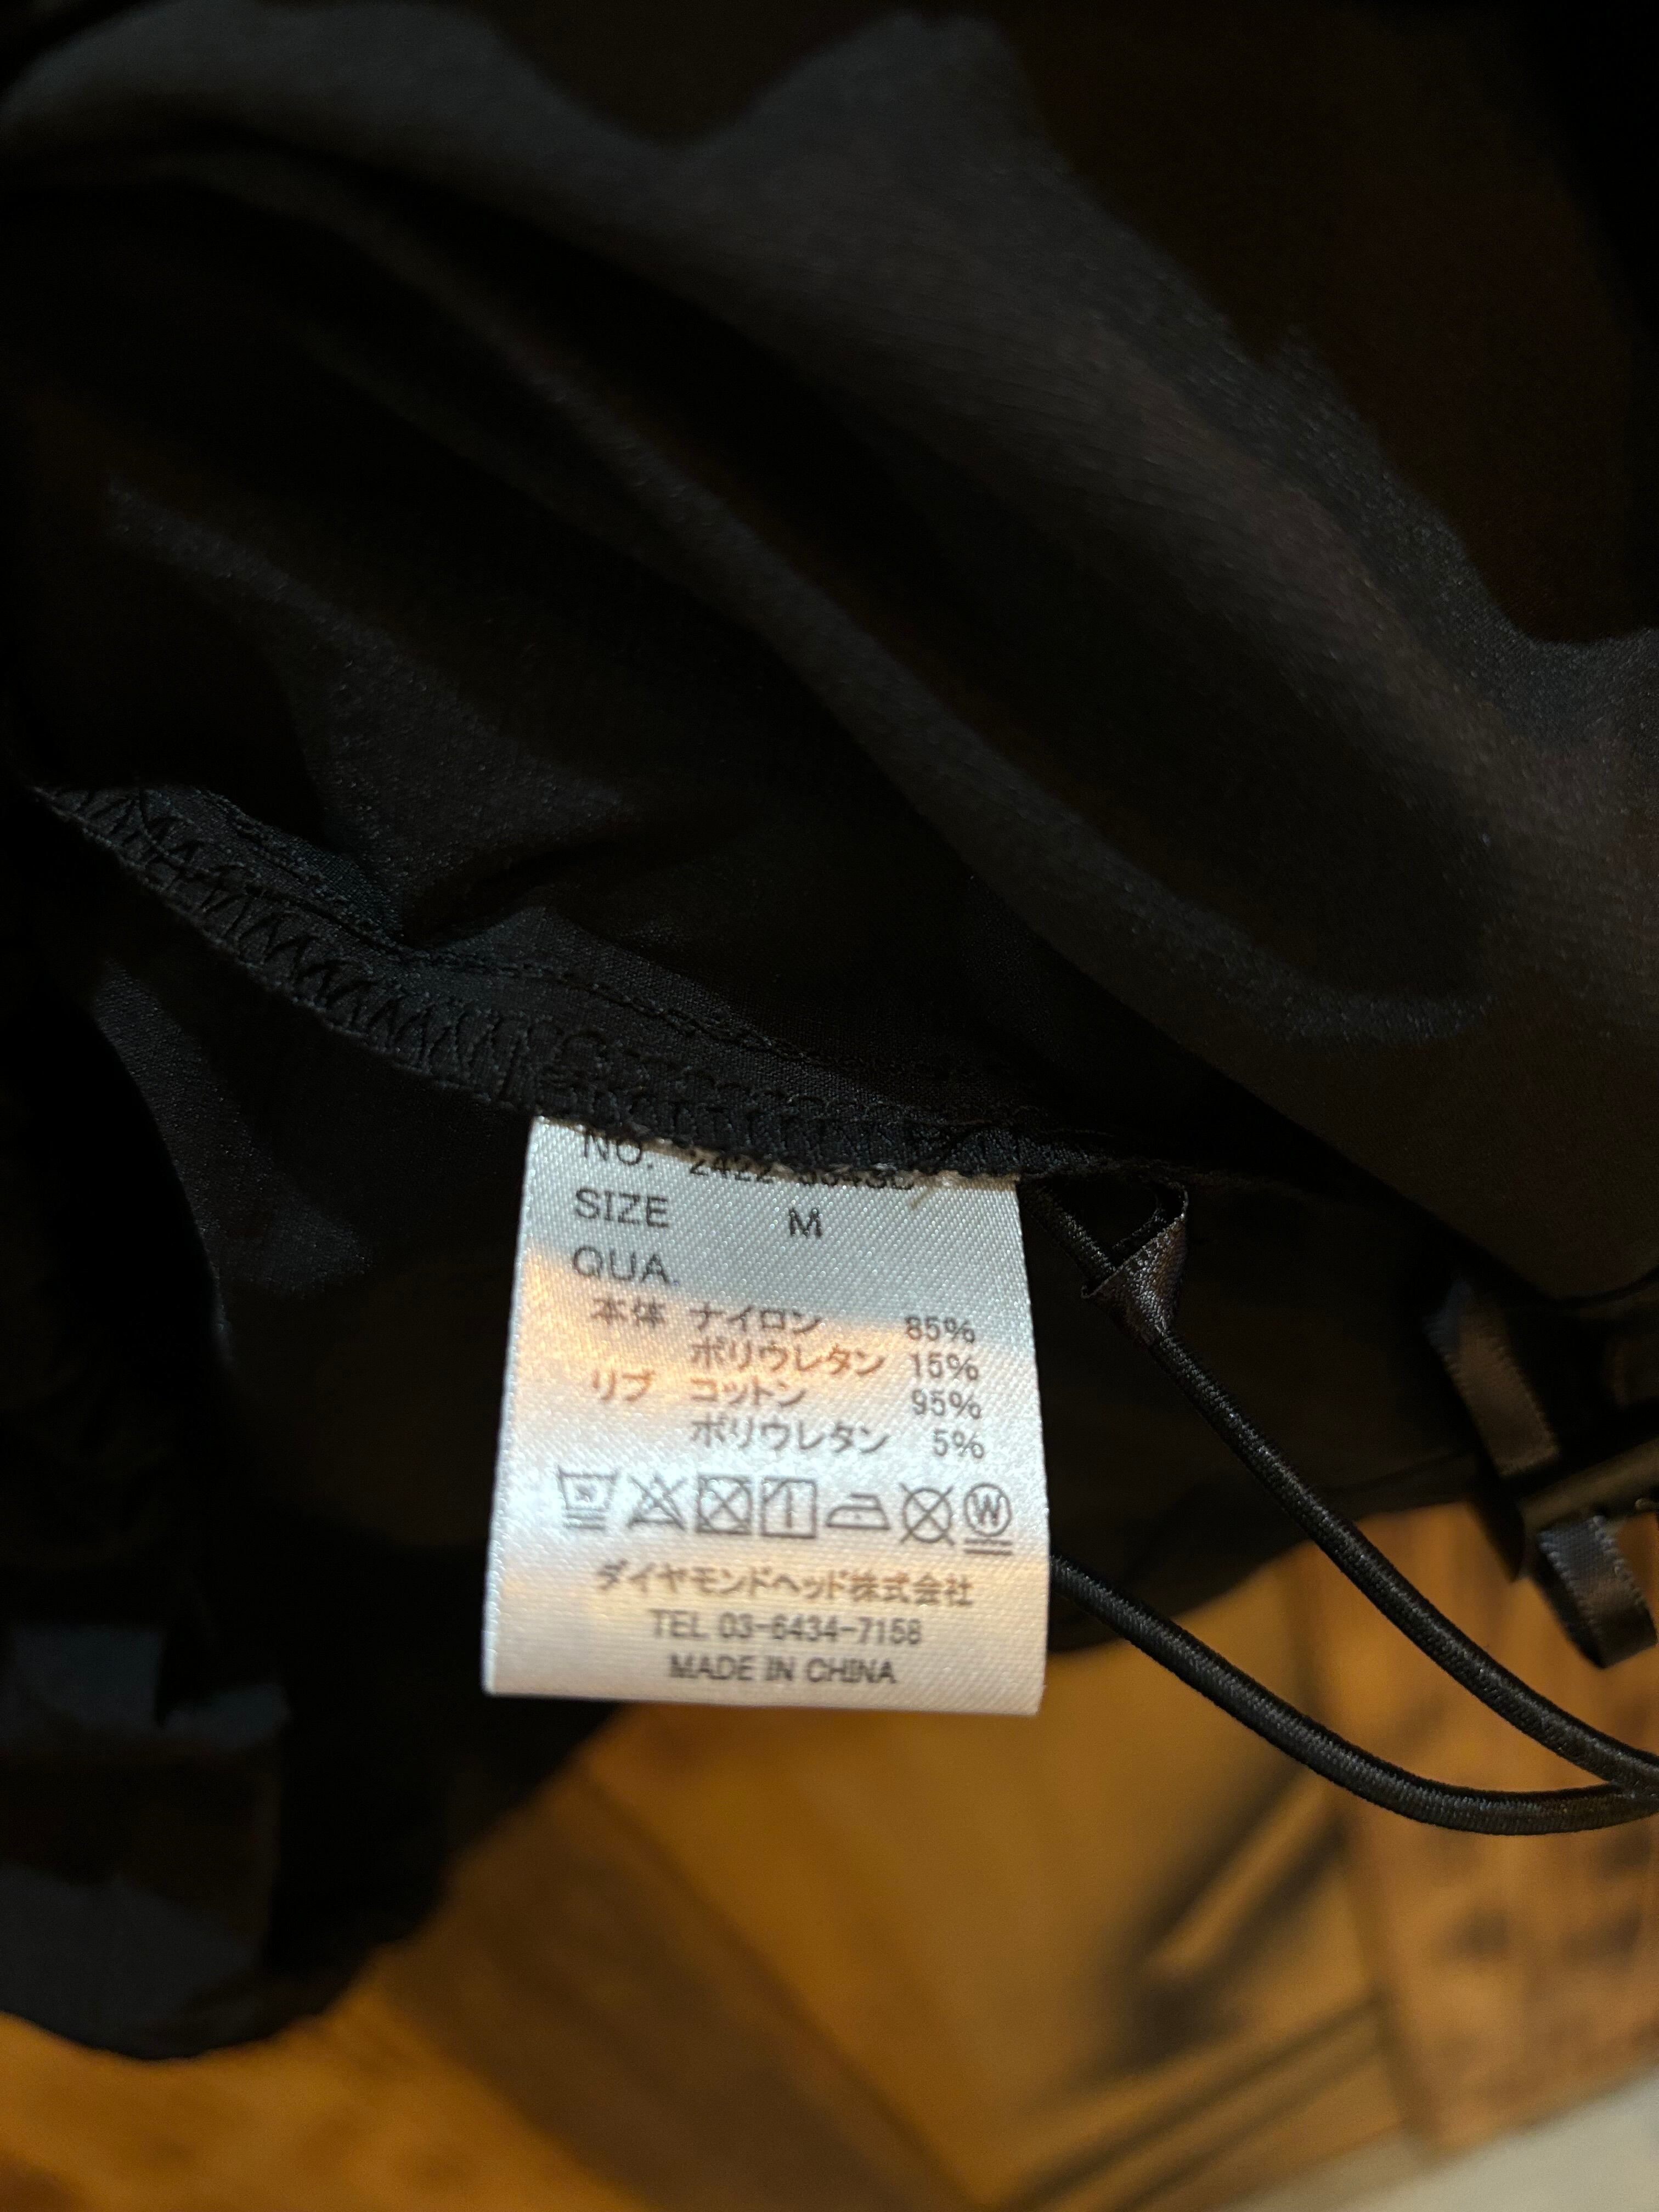 NO.
SIZE M
QUA.
本体 ナイロン 85%
ポリウレタン 15%
リブ コットン 95%
ポリウレタン 5%
W
ダイヤモンドヘッド株式会社
TEL 03-6434-7158
MADE IN CHINA